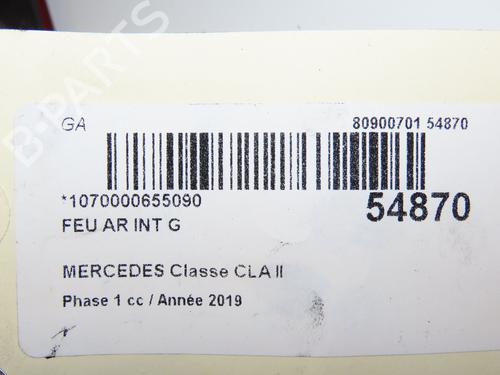 B-PARTS
GA
80900701 54870
*1070000655090
54870
FEU AR INT G
MERCEDES Classe CLA II
Phase 1 cc / Année 2019